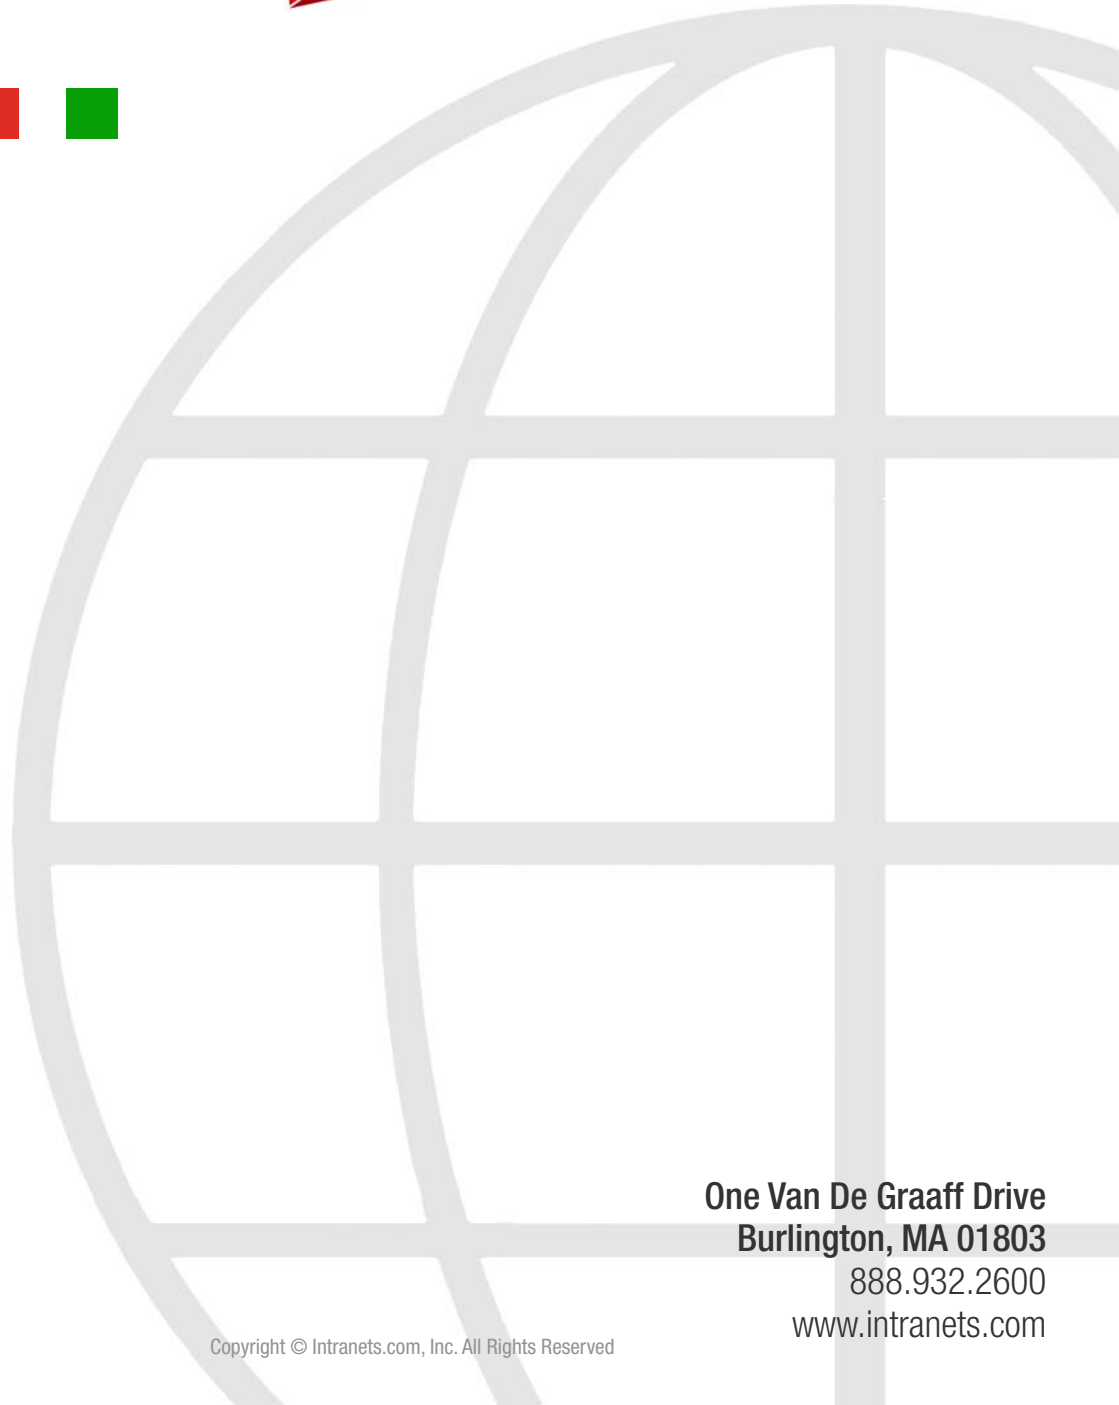 One Van De Graaff Drive
Burlington, MA 01803
888.932.2600
www.intranets.com
Copyright © Intranets.com, Inc. All Rights Reserved